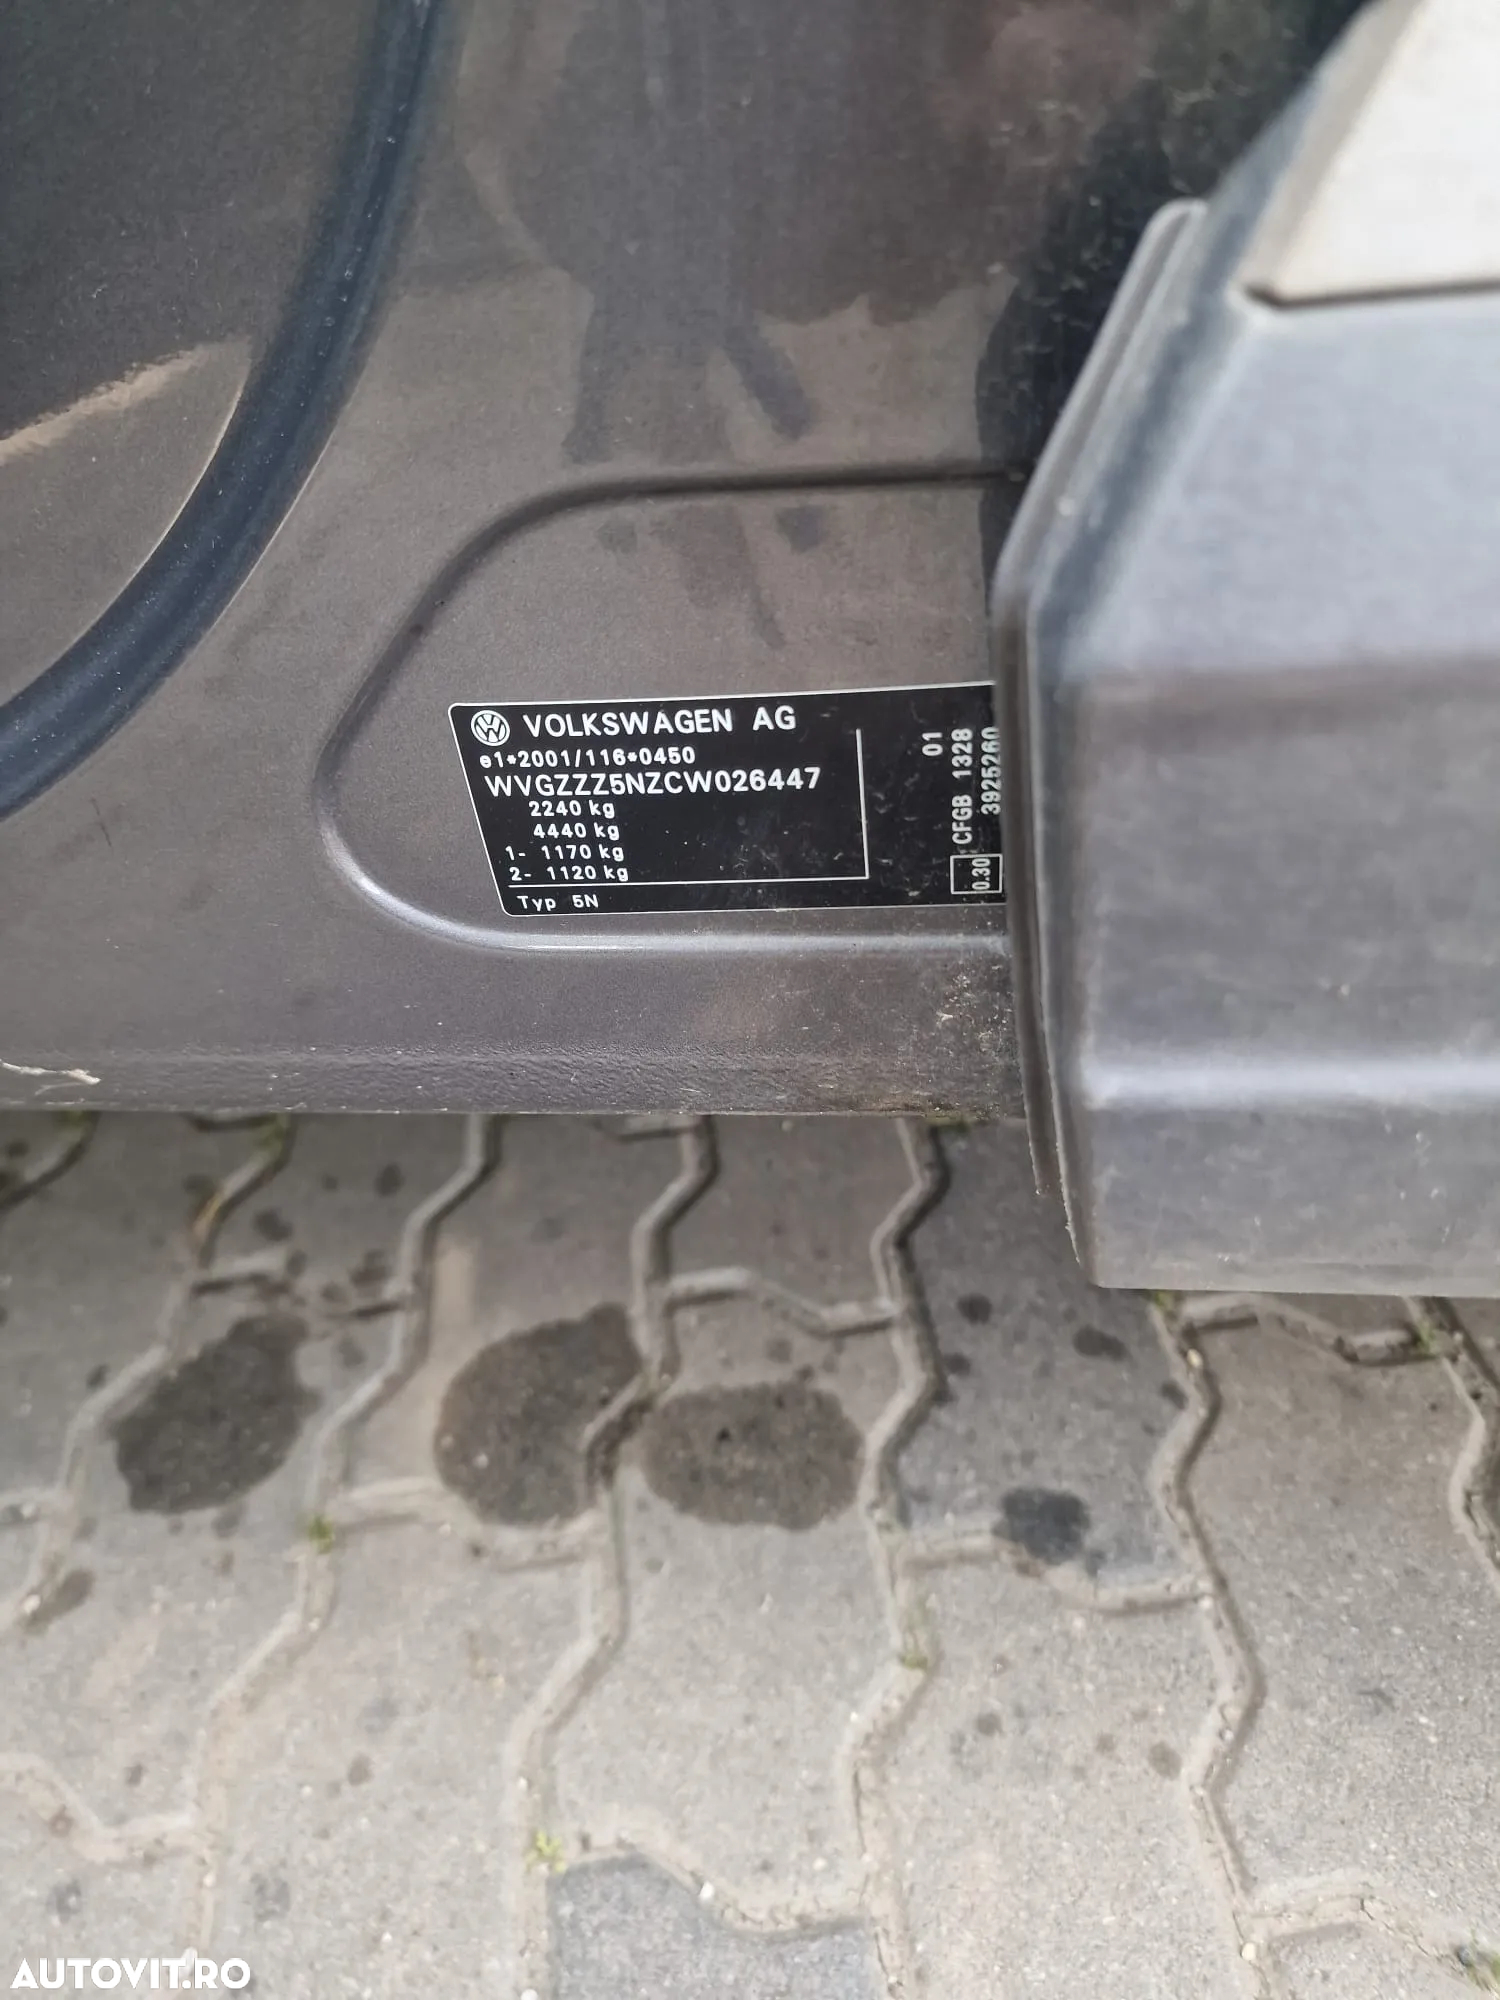 VOLKSWAGEN AG
e1*2001/116*0450
WVGZZZ5NZCW026447
2240 kg
4440 kg
1- 1170 kg
2- 1120 kg
Typ 5N
01
CFGB 1328
3925260
0.30
AUTOVIT.RO